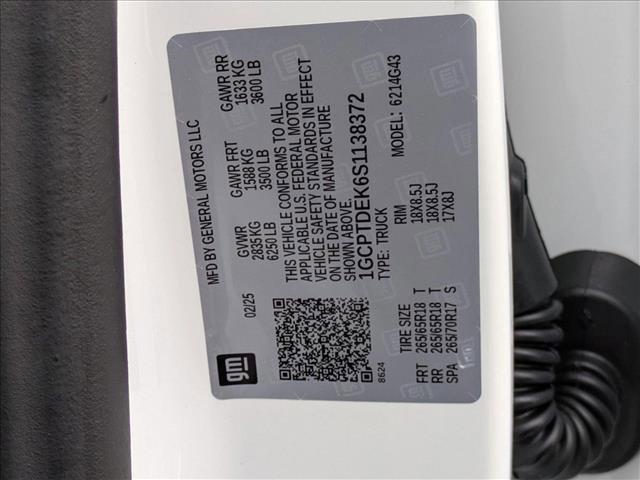 gm
MFD BY GENERAL MOTORS LLC
02/25
GVWR GAWR FRT GAWR RR
2835 KG 1588 KG 1633 KG
6250 LB 3500 LB 3600 LB
THIS VEHICLE CONFORMS TO ALL
APPLICABLE U.S. FEDERAL MOTOR
VEHICLE SAFETY STANDARDS IN EFFECT
ON THE DATE OF MANUFACTURE
SHOWN ABOVE.
1GCPTDEK6S1138372
TYPE: TRUCK MODEL: 6214G43
8624
TIRE SIZE RIM
FRT 265/65R18 T 18X8.5J
RR 265/65R18 T 18X8.5J
SPA 265/70R17 S 17X8J